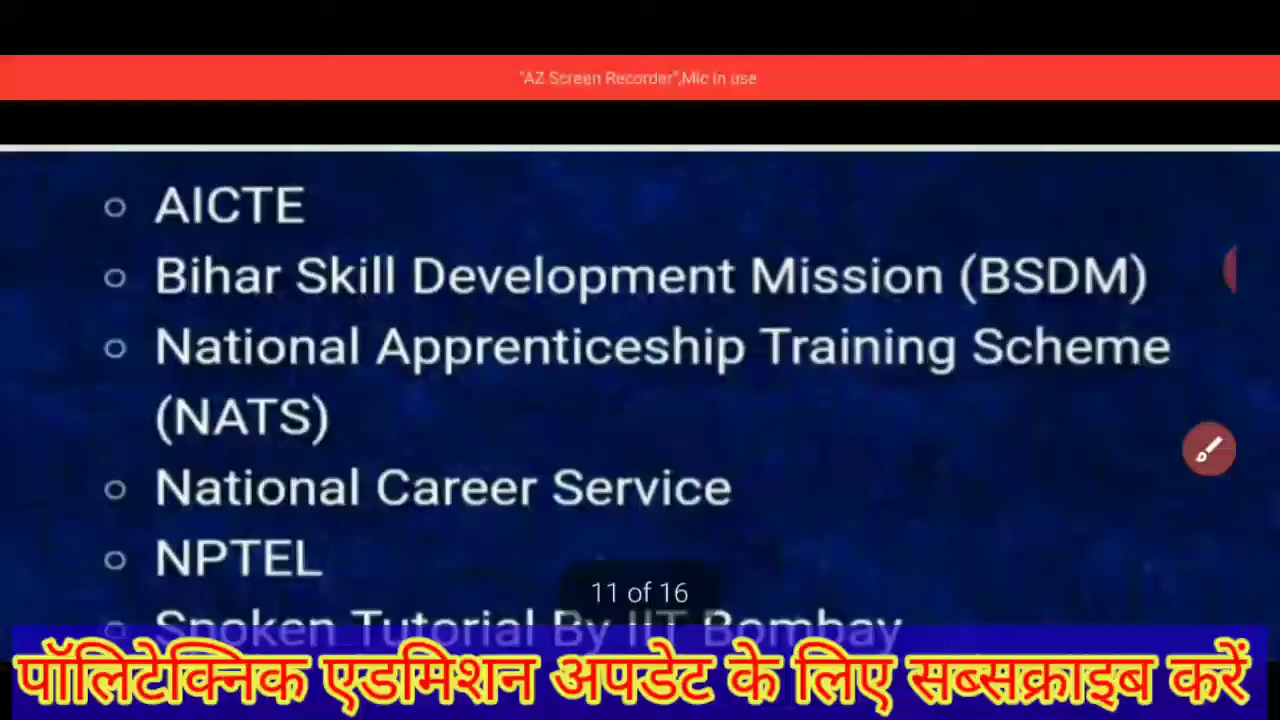 "AZ Screen Recorder",Mic in use
AICTE
Bihar Skill Development Mission (BSDM)
National Apprenticeship Training Scheme
(NATS)
National Career Service
NPTEL
11 of 16
Spoken Tutorial By IIT Bombay
पॉलिटेक्निक एडमिशन अपडेट के लिए सब्सक्राइब करें